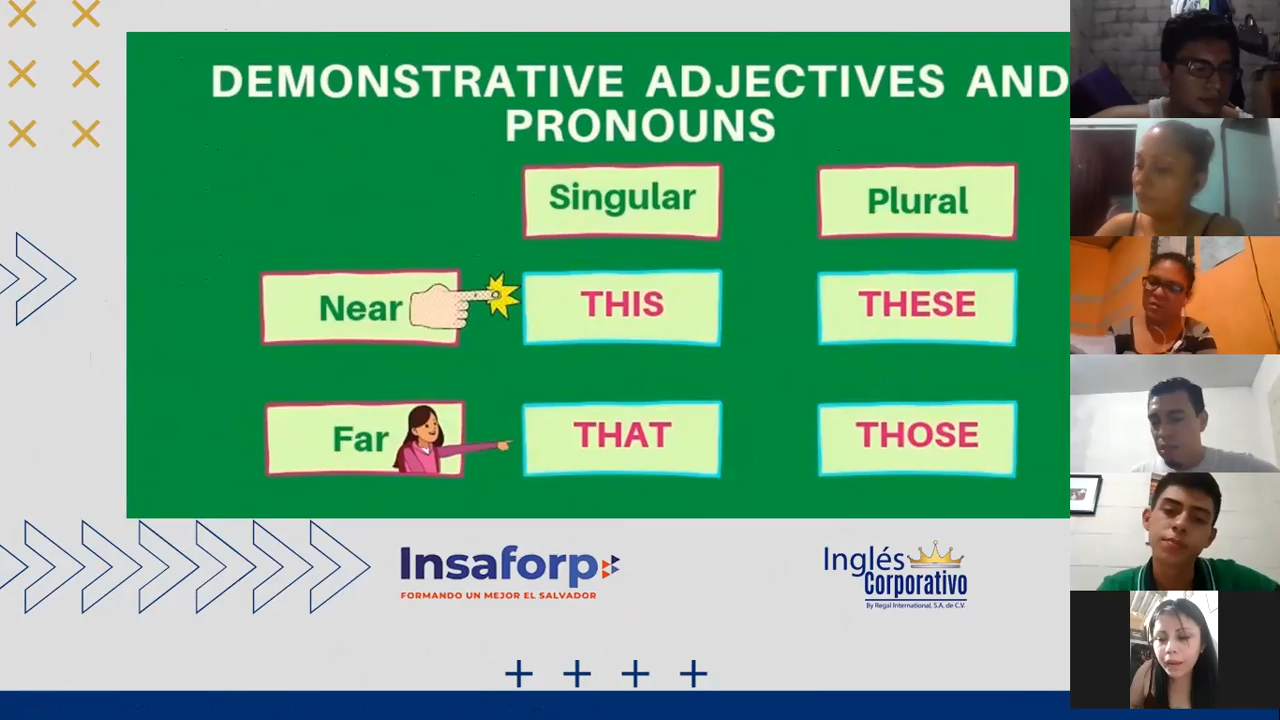 DEMONSTRATIVE ADJECTIVES AND
PRONOUNS
Singular
Plural
Near
THIS
THESE
Far
THAT
THOSE
Insaforp
FORMANDO UN MEJOR EL SALVADOR
Inglés
Corporativo
By Regal International, S.A. de C.V.